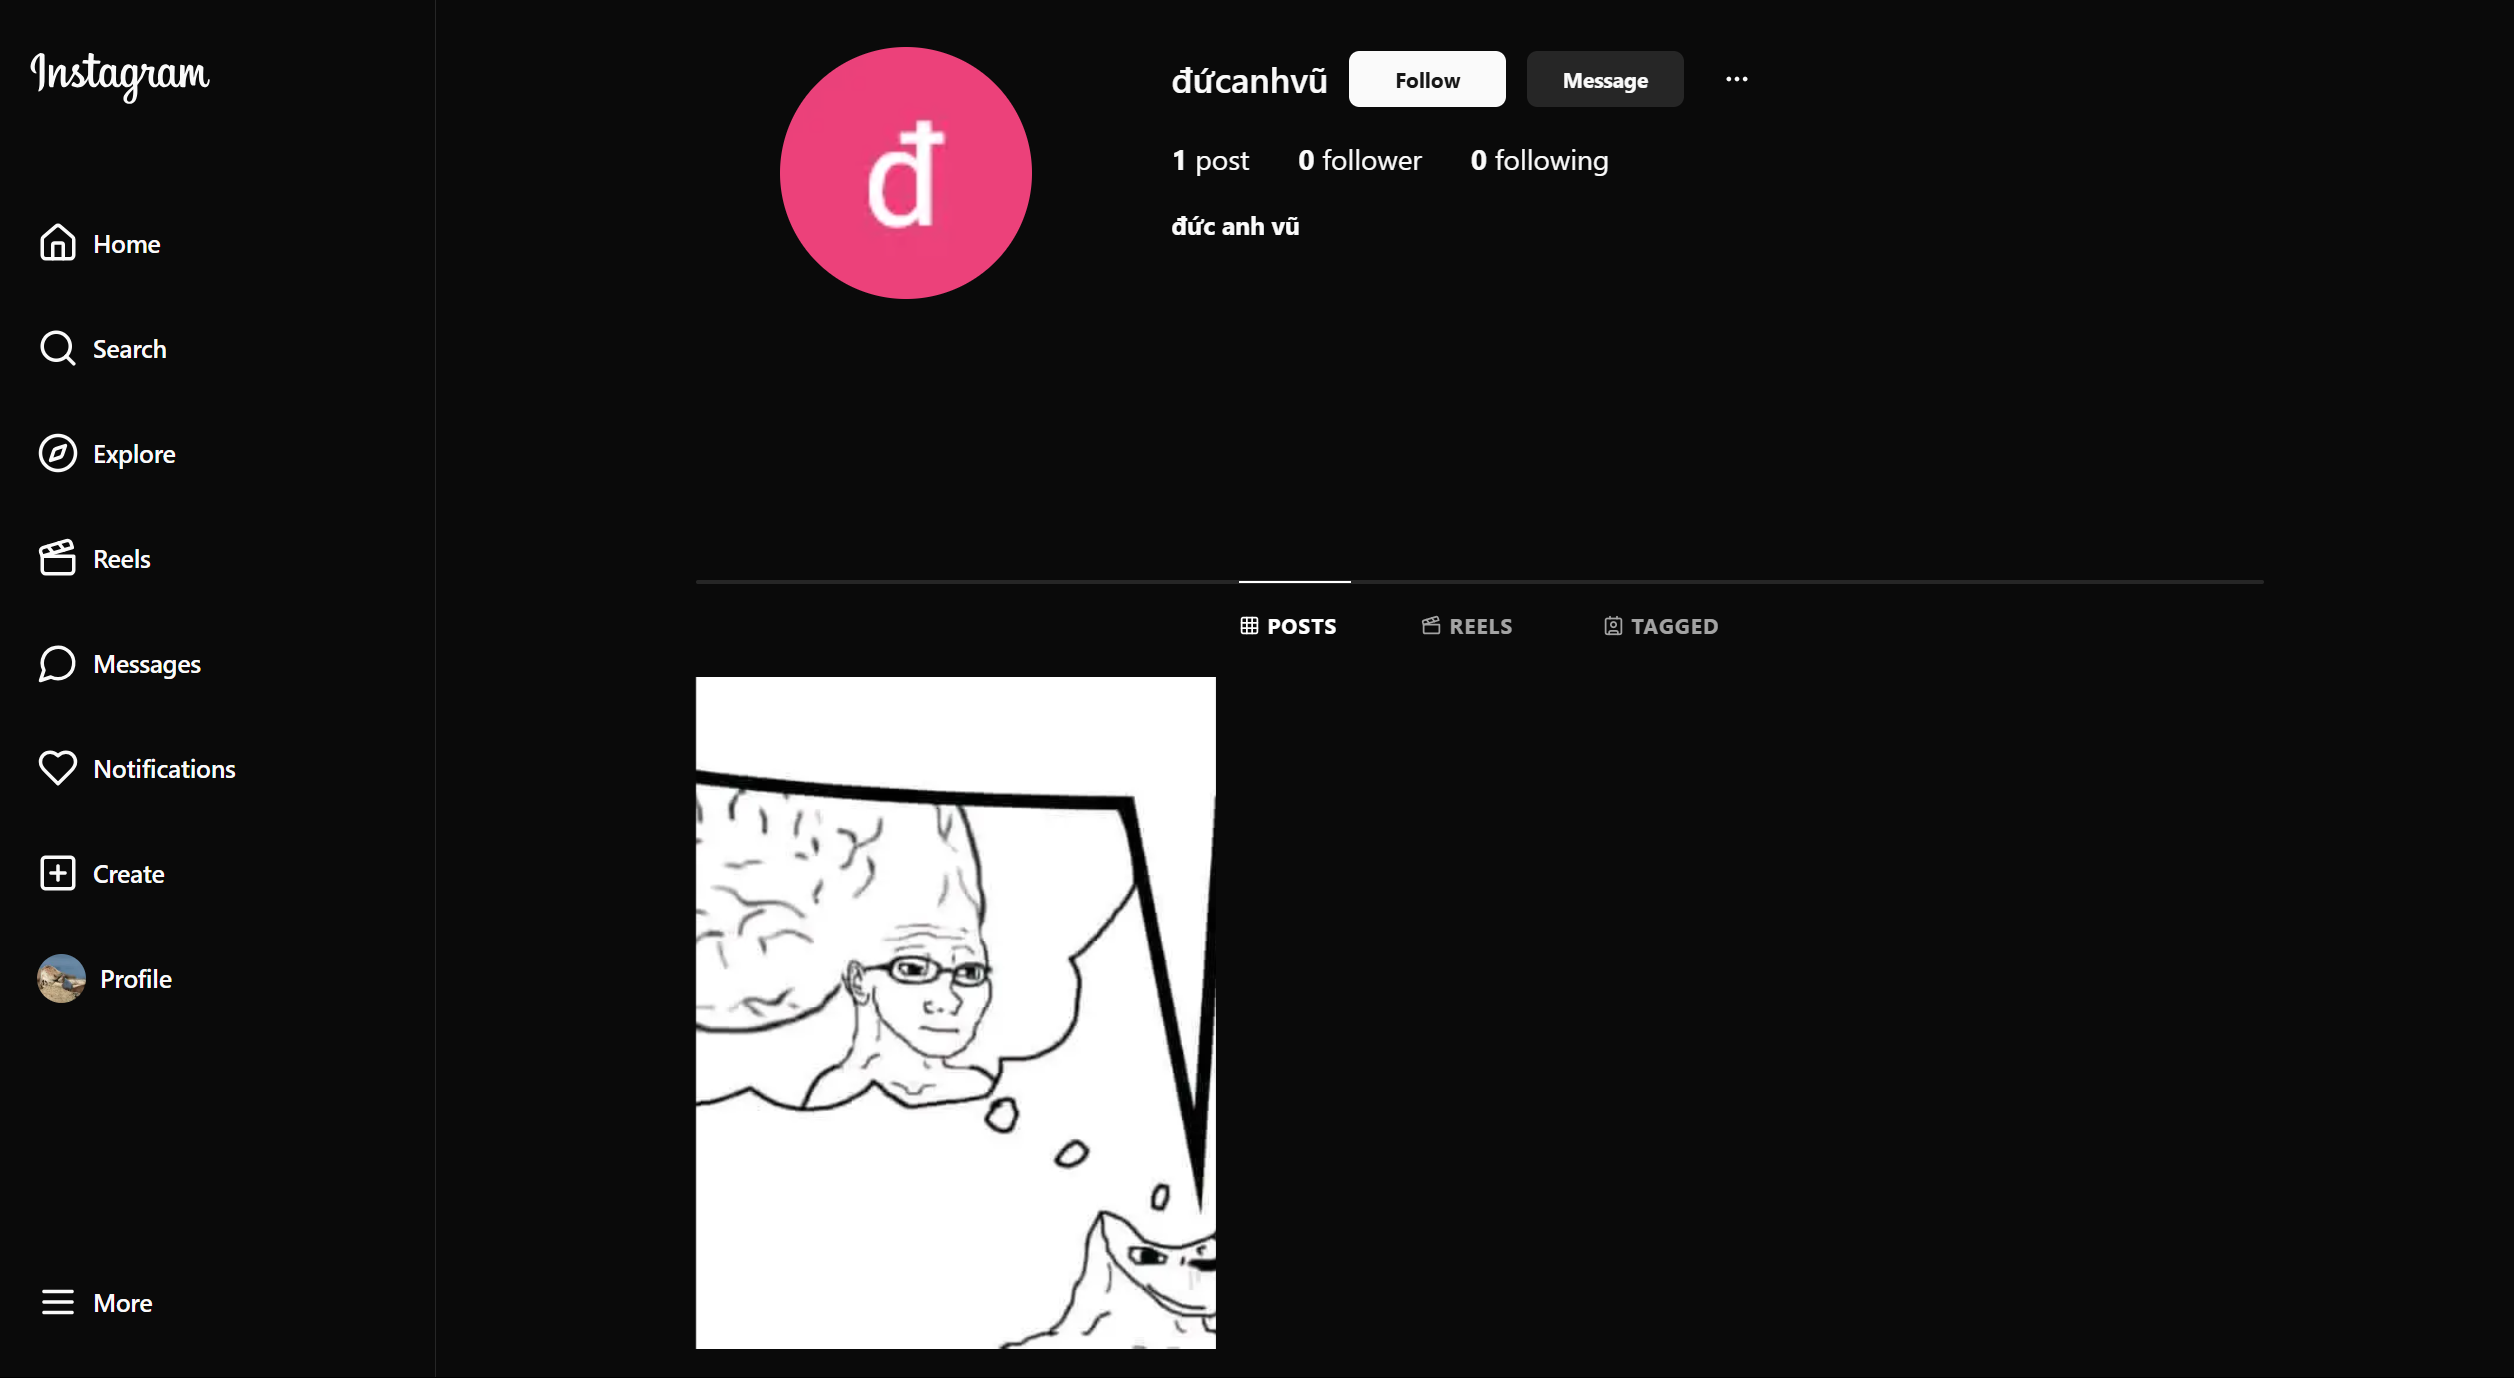 Instagram
Home
Search
Explore
Reels
Messages
Notifications
Create
Profile
More
đ
đứcanhvũ Follow Message
1 post 0 follower 0 following
đức anh vũ
POSTS REELS TAGGED